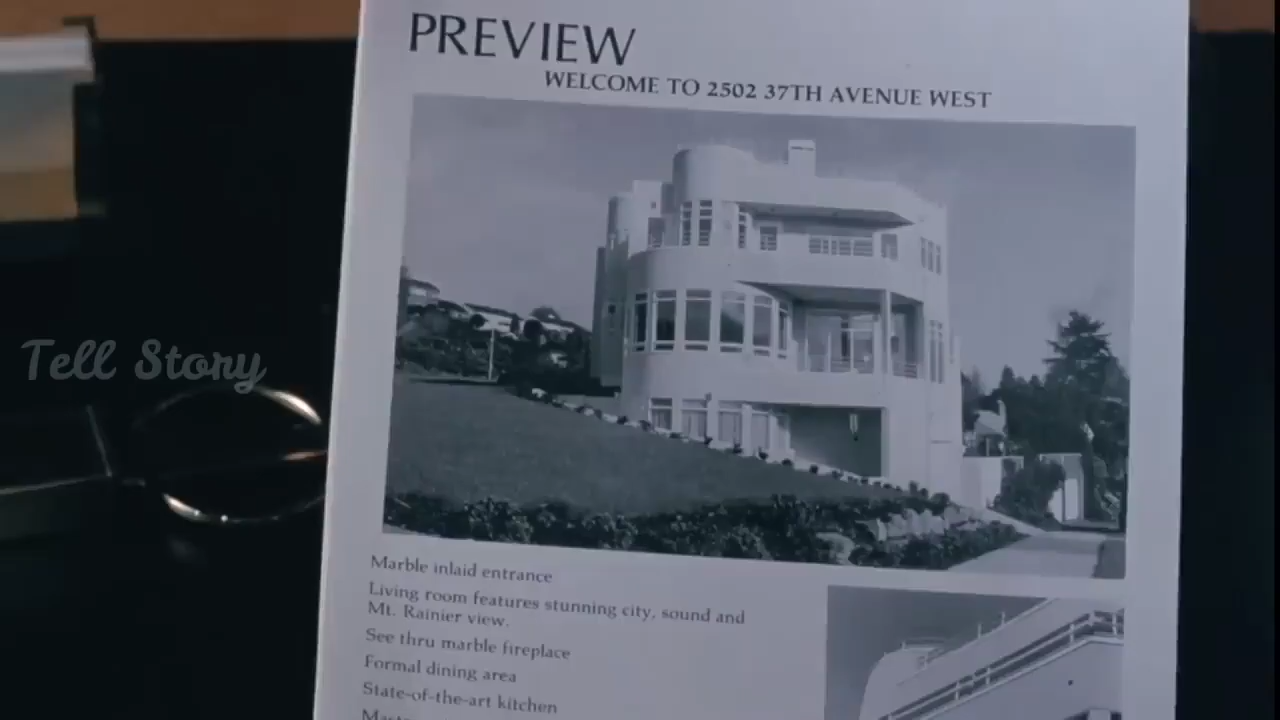 PREVIEW
WELCOME TO 2502 37TH AVENUE WEST
Tell Story
Marble inlaid entrance
Living room features stunning city, sound and
Mt. Rainier view.
See thru marble fireplace
Formal dining area
State-of-the-art kitchen